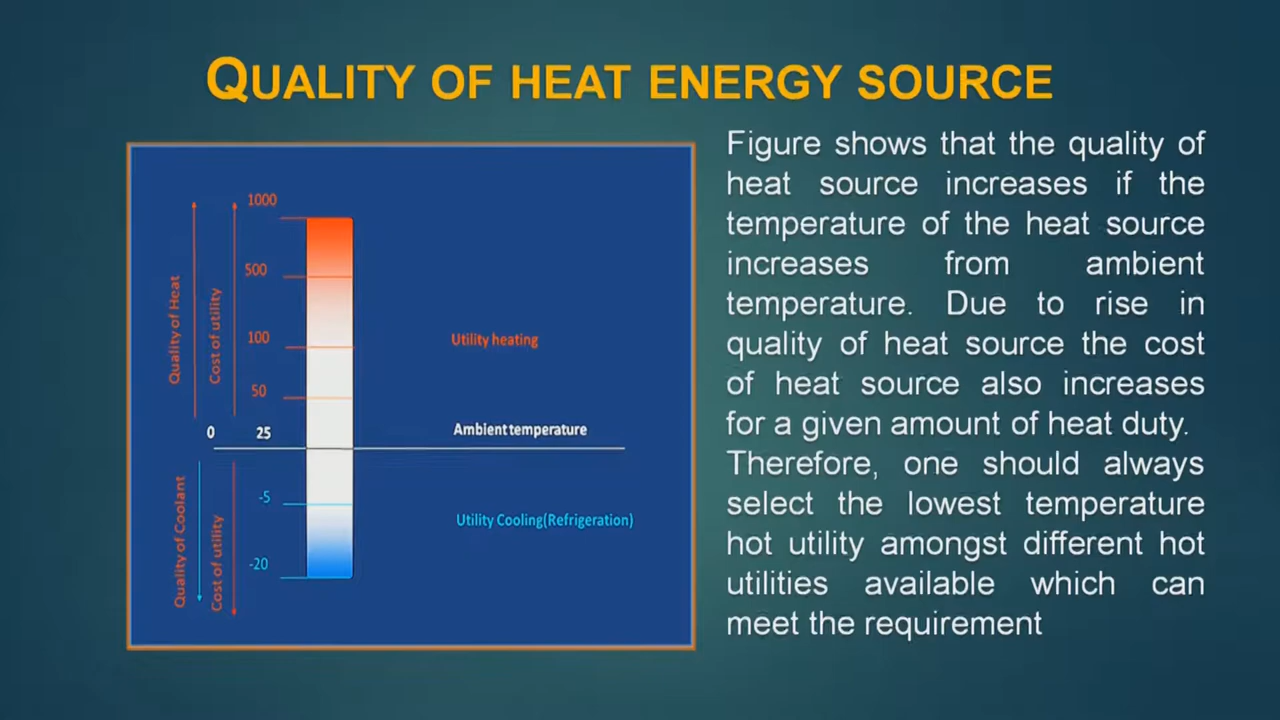 QUALITY OF HEAT ENERGY SOURCE
1000
500
100
50
0 25
-5
-20
Quality of Heat
Cost of utility
Quality of Coolant
Cost of utility
Utility heating
Ambient temperature
Utility Cooling(Refrigeration)
Figure shows that the quality of
heat source increases if the
temperature of the heat source
increases from ambient
temperature. Due to rise in
quality of heat source the cost
of heat source also increases
for a given amount of heat duty.
Therefore, one should always
select the lowest temperature
hot utility amongst different hot
utilities available which can
meet the requirement